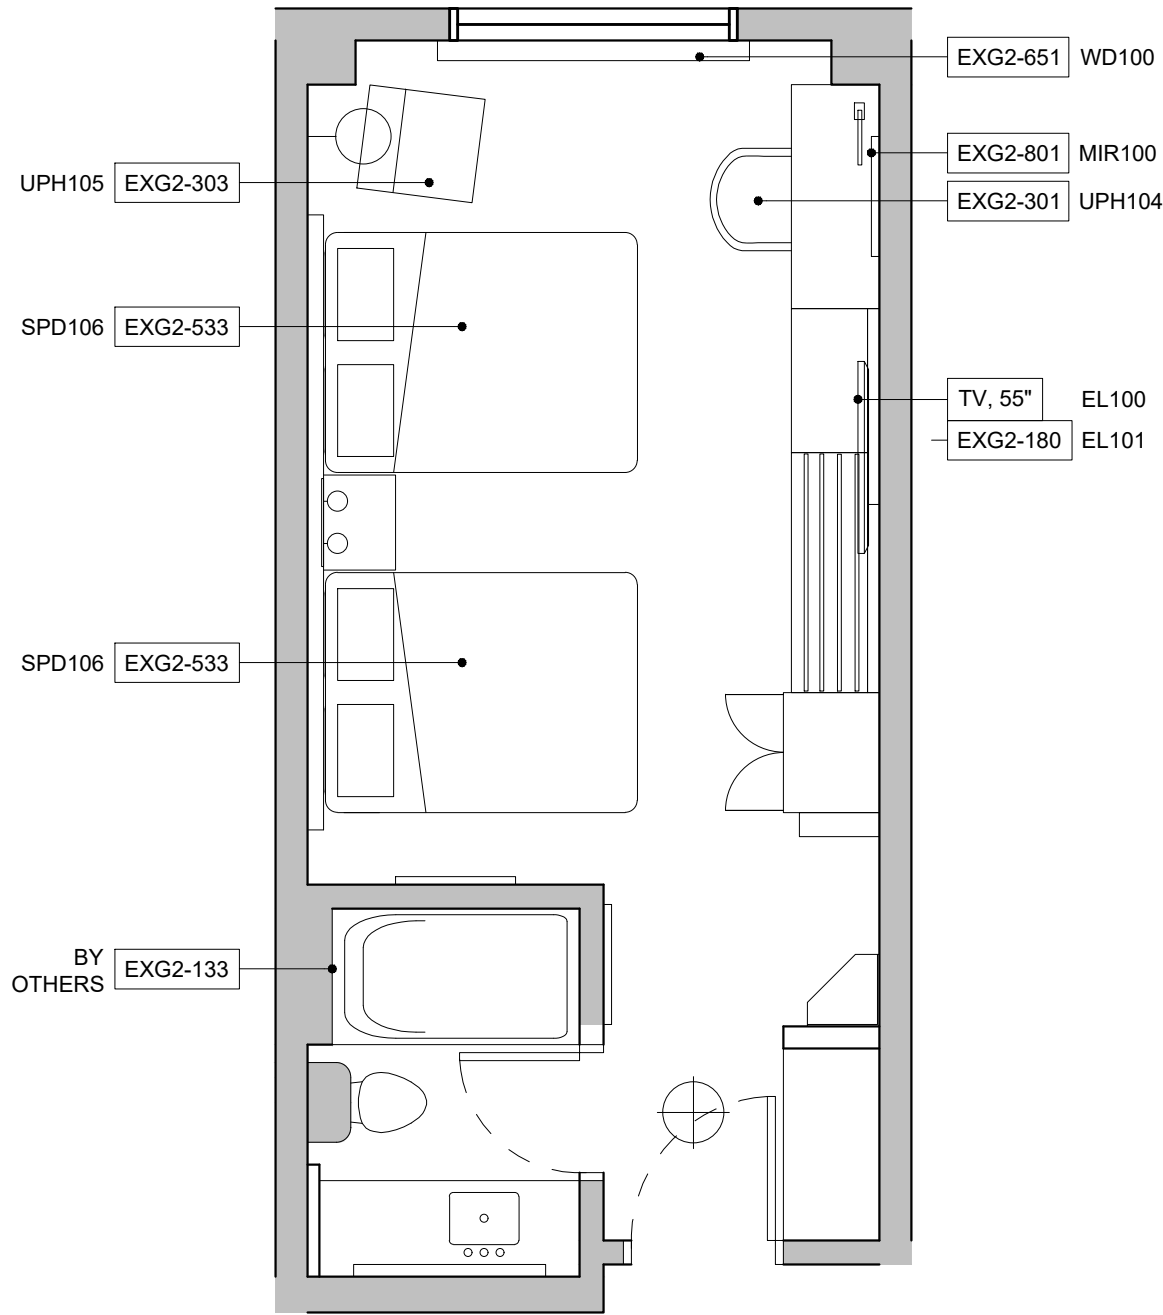 EXG2-651 WD100
EXG2-801 MIR100
UPH105 EXG2-303
EXG2-301 UPH104
SPD106 EXG2-533
TV, 55" EL100
EXG2-180 EL101
SPD106 EXG2-533
BY
OTHERS
EXG2-133